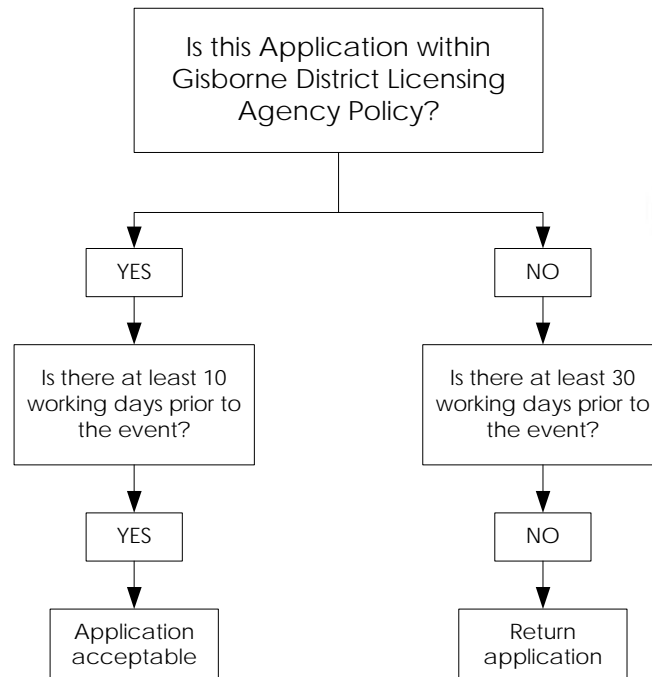 Is this Application within
Gisborne District Licensing
Agency Policy?
YES
NO
Is there at least 10
working days prior to
the event?
Is there at least 30
working days prior to
the event?
YES
NO
Application
acceptable
Return
application